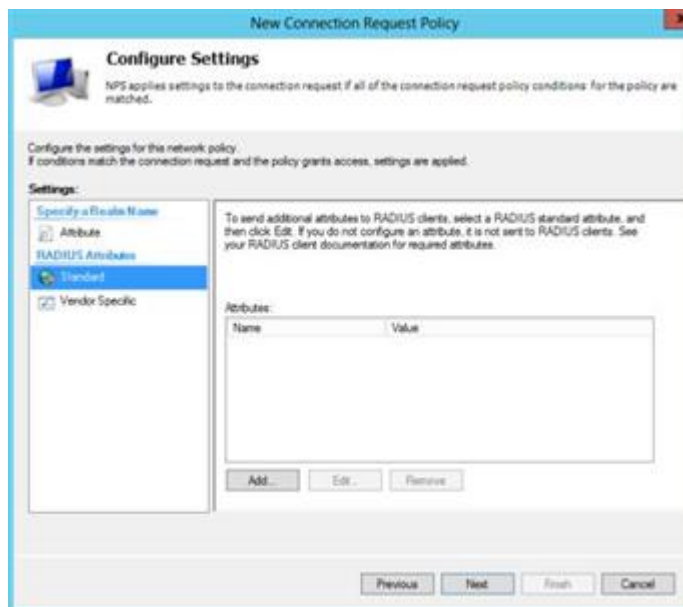 New Connection Request Policy
X
Configure Settings
NPS applies settings to the connection request if all of the connection request policy conditions for the policy are
matched.
Configure the settings for this network policy.
If conditions match the connection request and the policy grants access, settings are applied.
Settings:
Specify a Realm Name
Attribute
RADIUS Attributes
Standard
Vendor Specific
To send additional attributes to RADIUS clients, select a RADIUS standard attribute, and
then click Edit. If you do not configure an attribute, it is not sent to RADIUS clients. See
your RADIUS client documentation for required attributes.
Attributes:
Name Value
Add... Edit... Remove
Previous Next Finish Cancel